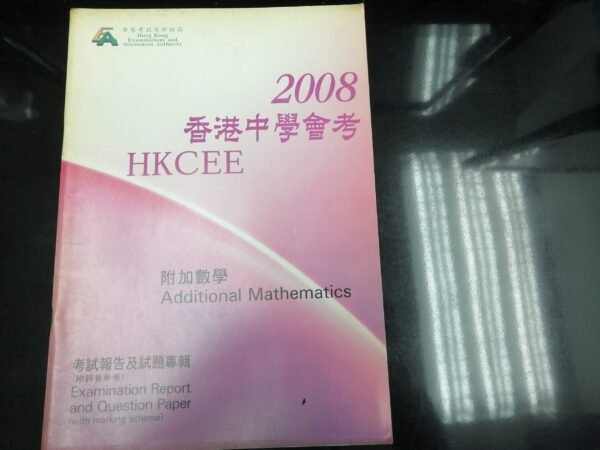 香港考試及評核局
Hong Kong
Examinations and
Assessment Authority
2008
香港中學會考
HKCEE
附加數學
Additional Mathematics
考試報告及試題專輯
(附評卷參考)
Examination Report
and Question Paper
(with marking scheme)